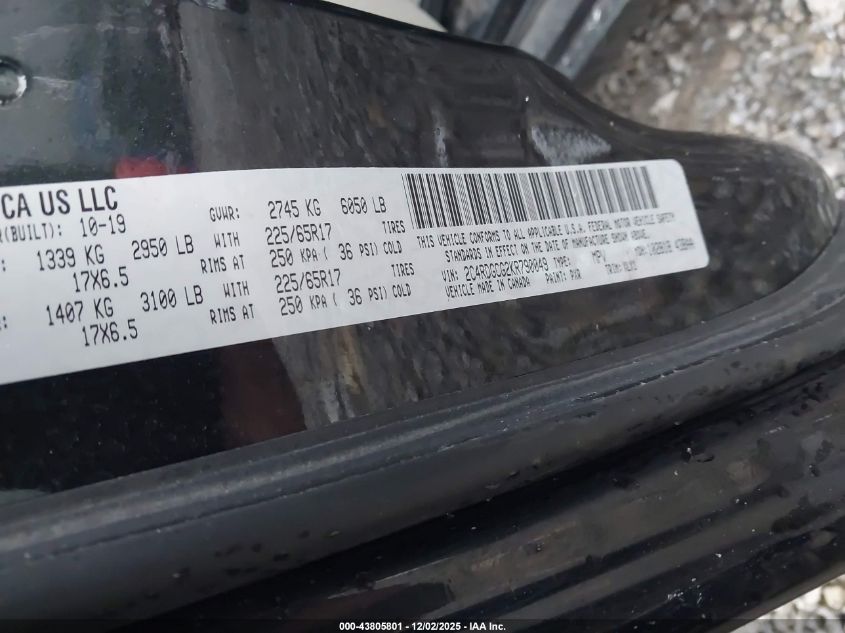 CA US LLC
R(BUILT): 10-19 GVWR: 2745 KG 6050 LB
1339 KG 2950 LB WITH 225/65R17 TIRES
17X6.5 RIMS AT 250 KPA ( 36 PSI) COLD
1407 KG 3100 LB WITH 225/65R17 TIRES
17X6.5 RIMS AT 250 KPA ( 36 PSI) COLD
THIS VEHICLE CONFORMS TO ALL APPLICABLE U.S.A. FEDERAL MOTOR VEHICLE SAFETY
STANDARDS IN EFFECT ON THE DATE OF MANUFACTURE SHOWN ABOVE.
VIN: TYPE: MPV MDH:
VEHICLE MADE IN CANADA PAINT: PXR TRIM:
000-43805801 - 12/02/2025 - IAA Inc.